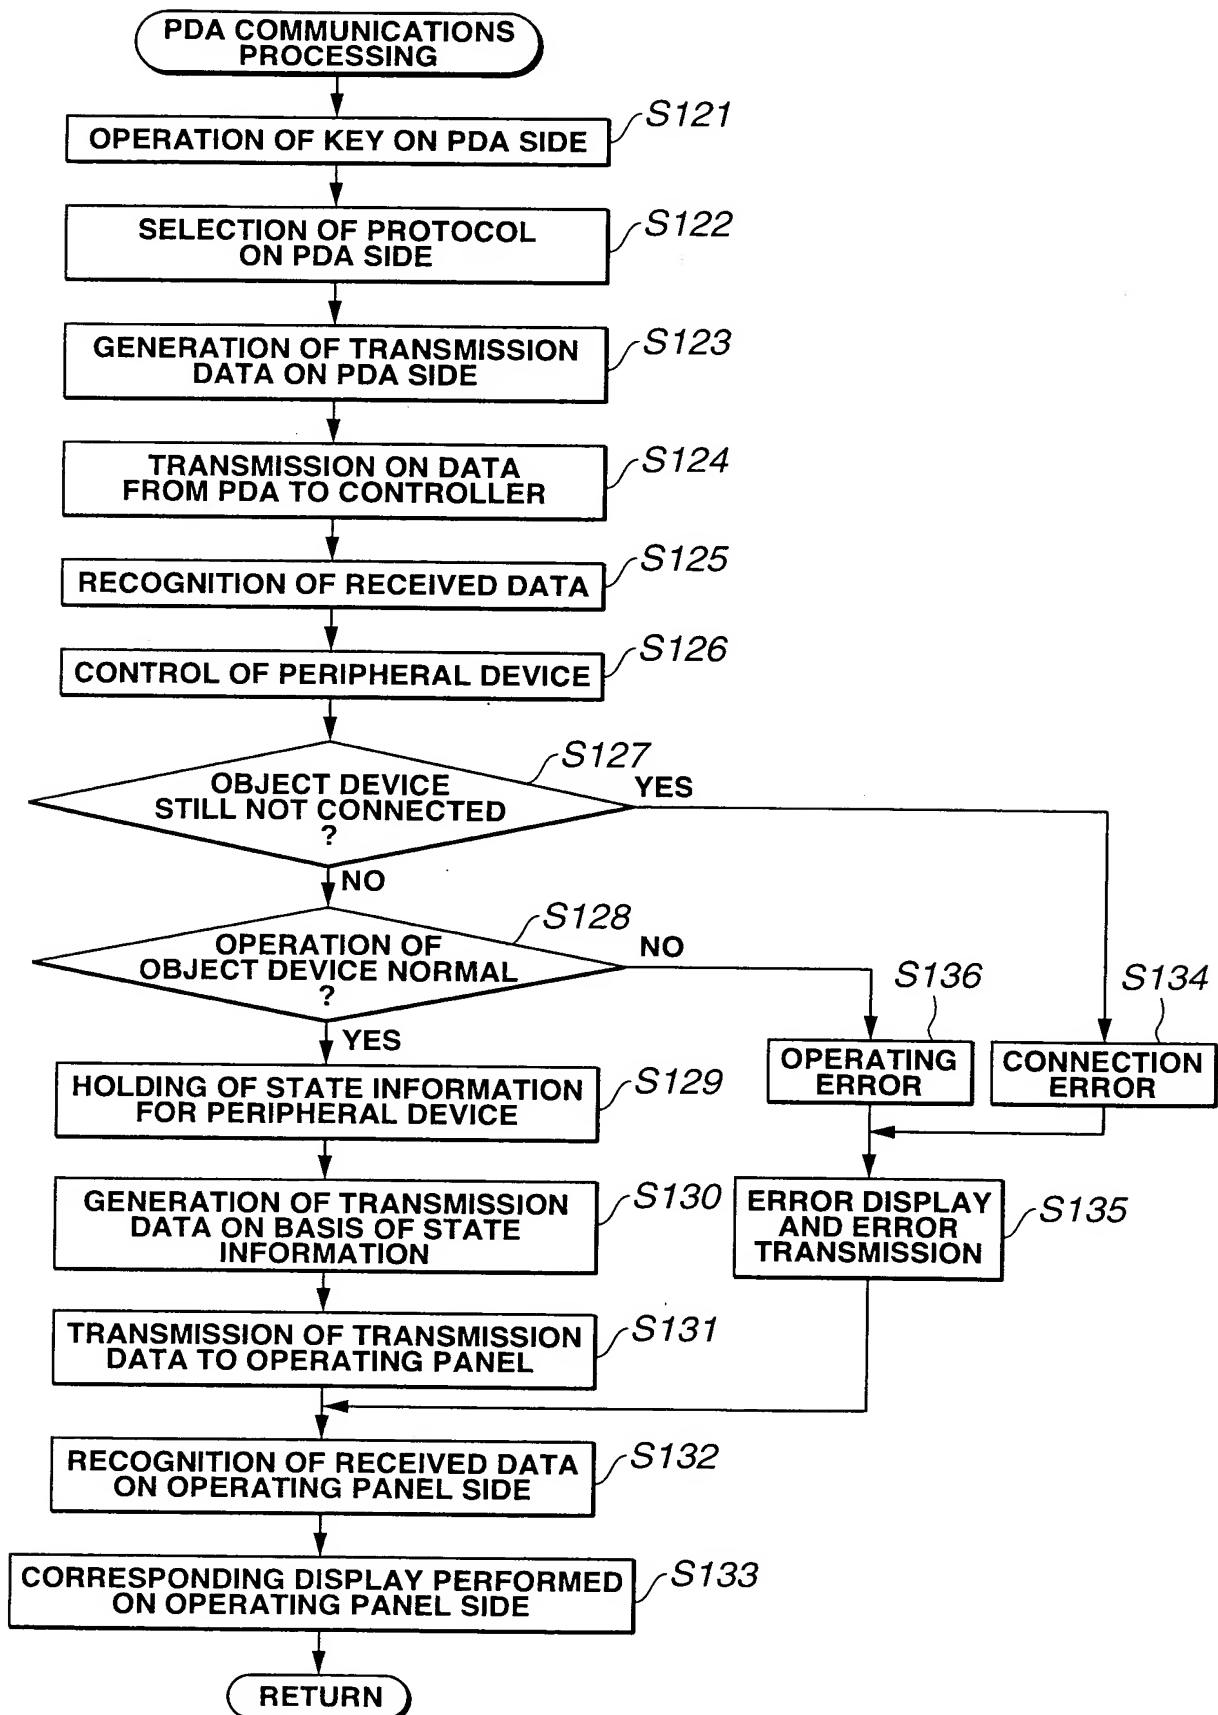 PDA COMMUNICATIONS
PROCESSING
S121
OPERATION OF KEY ON PDA SIDE
S122
SELECTION OF PROTOCOL
ON PDA SIDE
S123
GENERATION OF TRANSMISSION
DATA ON PDA SIDE
S124
TRANSMISSION ON DATA
FROM PDA TO CONTROLLER
S125
RECOGNITION OF RECEIVED DATA
S126
CONTROL OF PERIPHERAL DEVICE
S127
OBJECT DEVICE
STILL NOT CONNECTED
?
YES
NO
S128
OPERATION OF
OBJECT DEVICE NORMAL
?
NO
YES
S136
OPERATING
ERROR
S134
CONNECTION
ERROR
S129
HOLDING OF STATE INFORMATION
FOR PERIPHERAL DEVICE
S130
GENERATION OF TRANSMISSION
DATA ON BASIS OF STATE
INFORMATION
S135
ERROR DISPLAY
AND ERROR
TRANSMISSION
S131
TRANSMISSION OF TRANSMISSION
DATA TO OPERATING PANEL
S132
RECOGNITION OF RECEIVED DATA
ON OPERATING PANEL SIDE
S133
CORRESPONDING DISPLAY PERFORMED
ON OPERATING PANEL SIDE
RETURN